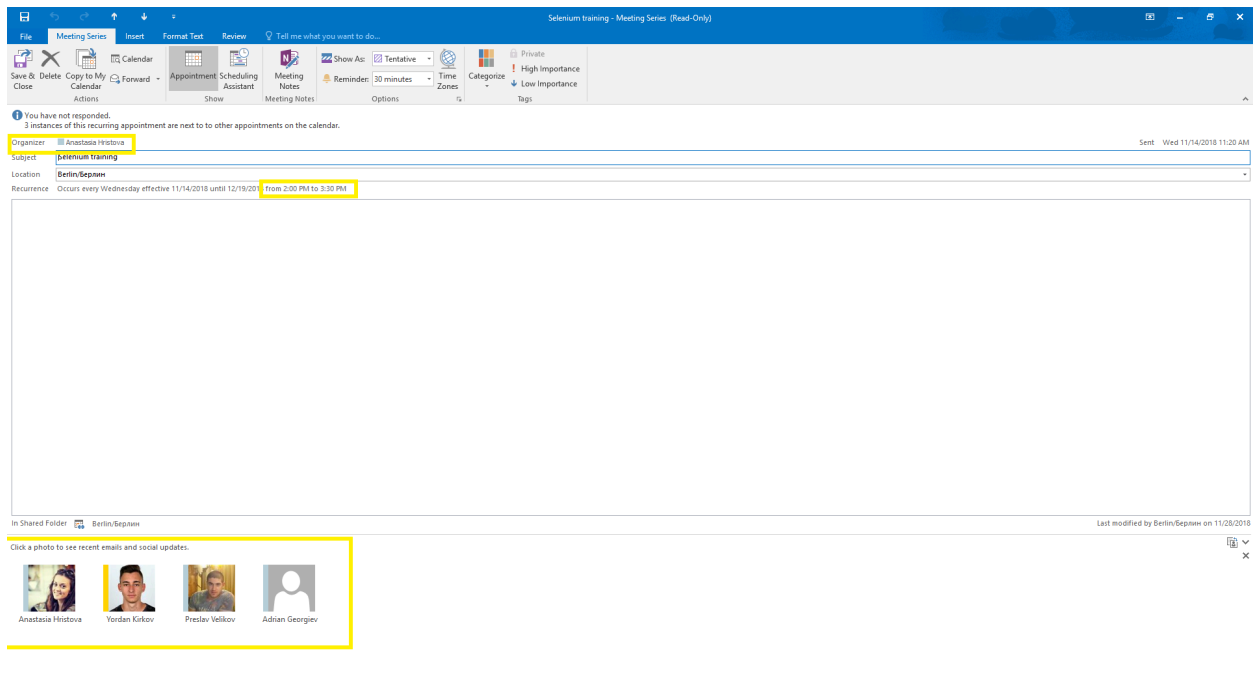 Selenium training - Meeting Series (Read-Only)
File Meeting Series Insert Format Text Review Tell me what you want to do...
Save & Close
Delete
Copy to My Calendar
Calendar
Forward
Actions
Appointment
Scheduling Assistant
Show
Meeting Notes
Meeting Notes
Show As: Tentative
Reminder: 30 minutes
Time Zones
Options
Categorize
Private
High Importance
Low Importance
Tags
You have not responded.
3 instances of this recurring appointment are next to to other appointments on the calendar.
Organizer Anastasia Hristova Sent Wed 11/14/2018 11:20 AM
Subject Selenium training
Location Berlin/Берлин
Recurrence Occurs every Wednesday effective 11/14/2018 until 12/19/201 from 2:00 PM to 3:30 PM
In Shared Folder Berlin/Берлин Last modified by Berlin/Берлин on 11/28/2018
Click a photo to see recent emails and social updates.
Anastasia Hristova Yordan Kirkov Preslav Velikov Adrian Georgiev